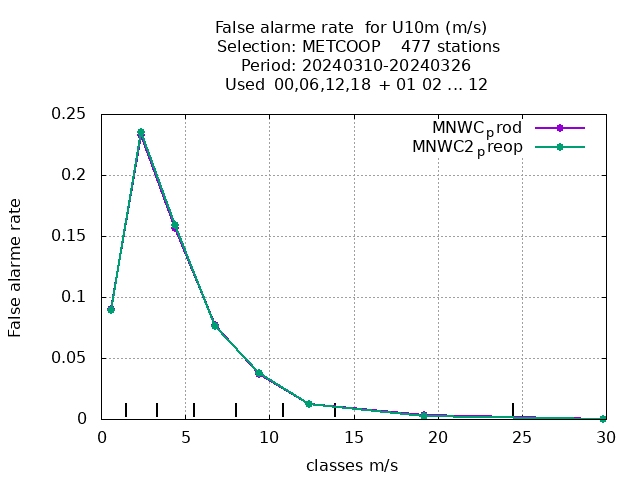 False alarme rate  for U10m (m/s)
Selection: METCOOP    477 stations
Period: 20240310-20240326
Used  00,06,12,18 + 01 02 ... 12
0.25
MNWCprod
MNWC2preop
0.2
0.15
0.1
0.05
0
False alarme rate
0 5 10 15 20 25 30
classes m/s